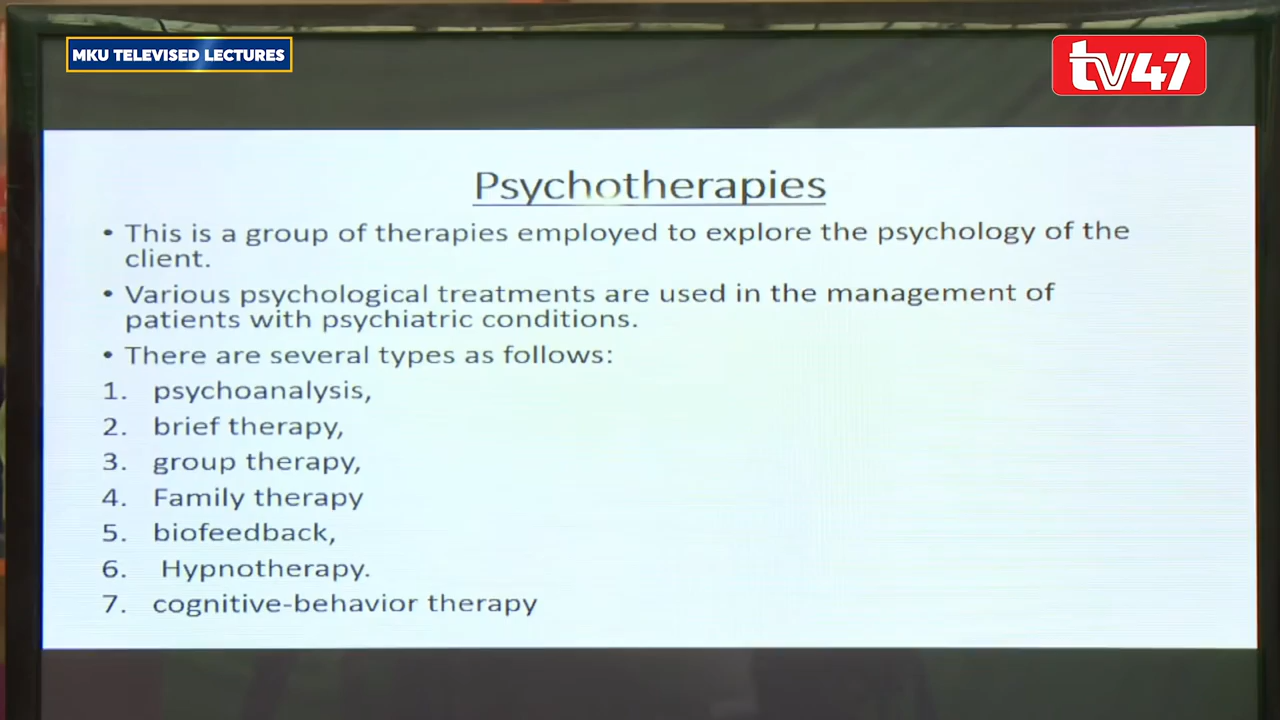 MKU TELEVISED LECTURES
tv47
Psychotherapies
• This is a group of therapies employed to explore the psychology of the
client.
• Various psychological treatments are used in the management of
patients with psychiatric conditions.
• There are several types as follows:
1. psychoanalysis,
2. brief therapy,
3. group therapy,
4. Family therapy
5. biofeedback,
6. Hypnotherapy.
7. cognitive-behavior therapy